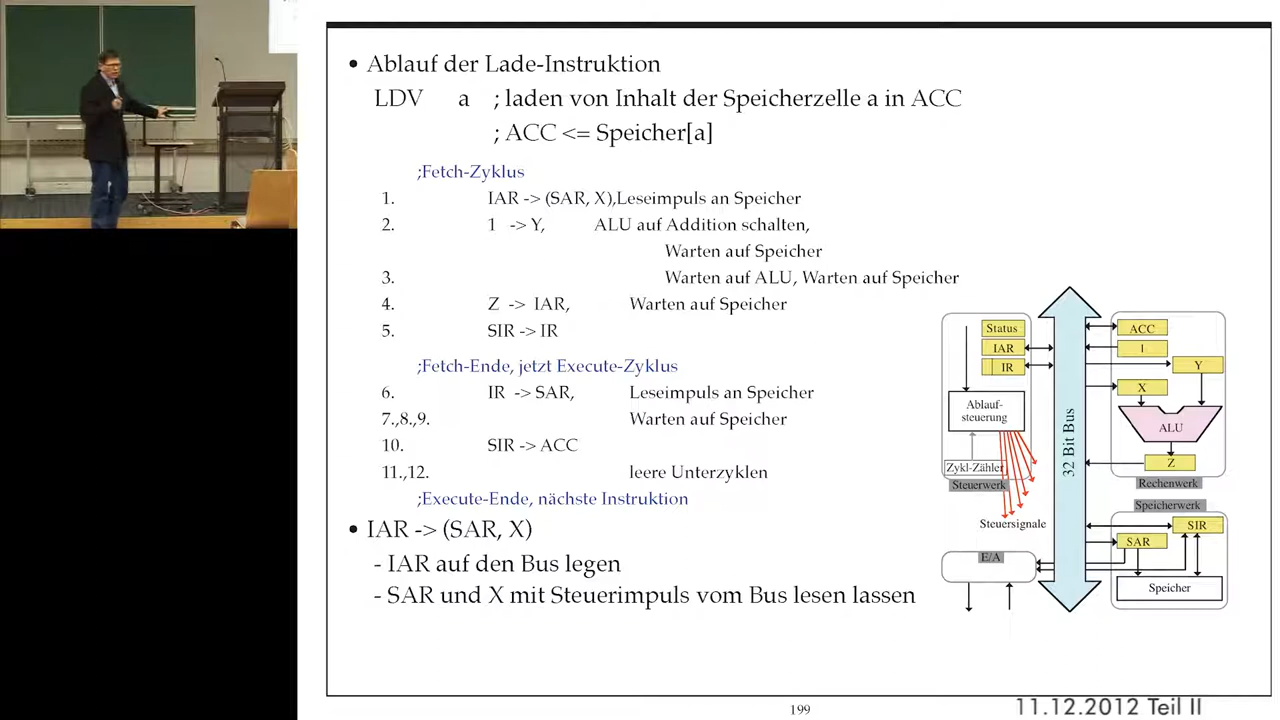 • Ablauf der Lade-Instruktion
LDV a ; laden von Inhalt der Speicherzelle a in ACC
; ACC <= Speicher[a]
;Fetch-Zyklus
1. IAR -> (SAR, X),Leseimpuls an Speicher
2. 1 -> Y, ALU auf Addition schalten,
Warten auf Speicher
3. Warten auf ALU, Warten auf Speicher
4. Z -> IAR, Warten auf Speicher
5. SIR -> IR
;Fetch-Ende, jetzt Execute-Zyklus
6. IR -> SAR, Leseimpuls an Speicher
7.,8.,9. Warten auf Speicher
10. SIR -> ACC
11.,12. leere Unterzyklen
;Execute-Ende, nächste Instruktion
• IAR -> (SAR, X)
- IAR auf den Bus legen
- SAR und X mit Steuerimpuls vom Bus lesen lassen
Status
IAR
IR
Ablauf-
steuerung
Zykl-Zähler
Steuerwerk
Steuersignale
E/A
32 Bit Bus
ACC
1
Y
X
ALU
Z
Rechenwerk
Speicherwerk
SIR
SAR
Speicher
199
11.12.2012 Teil II